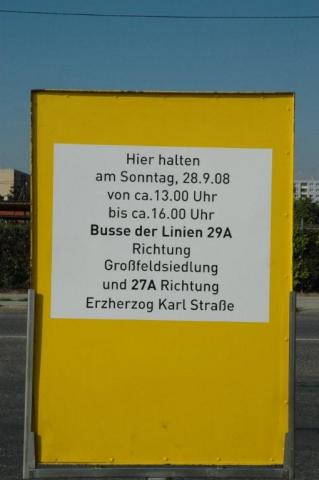 Hier halten
am Sonntag, 28.9.08
von ca.13.00 Uhr
bis ca.16.00 Uhr
Busse der Linien 29A
Richtung
Großfeldsiedlung
und 27A Richtung
Erzherzog Karl Straße